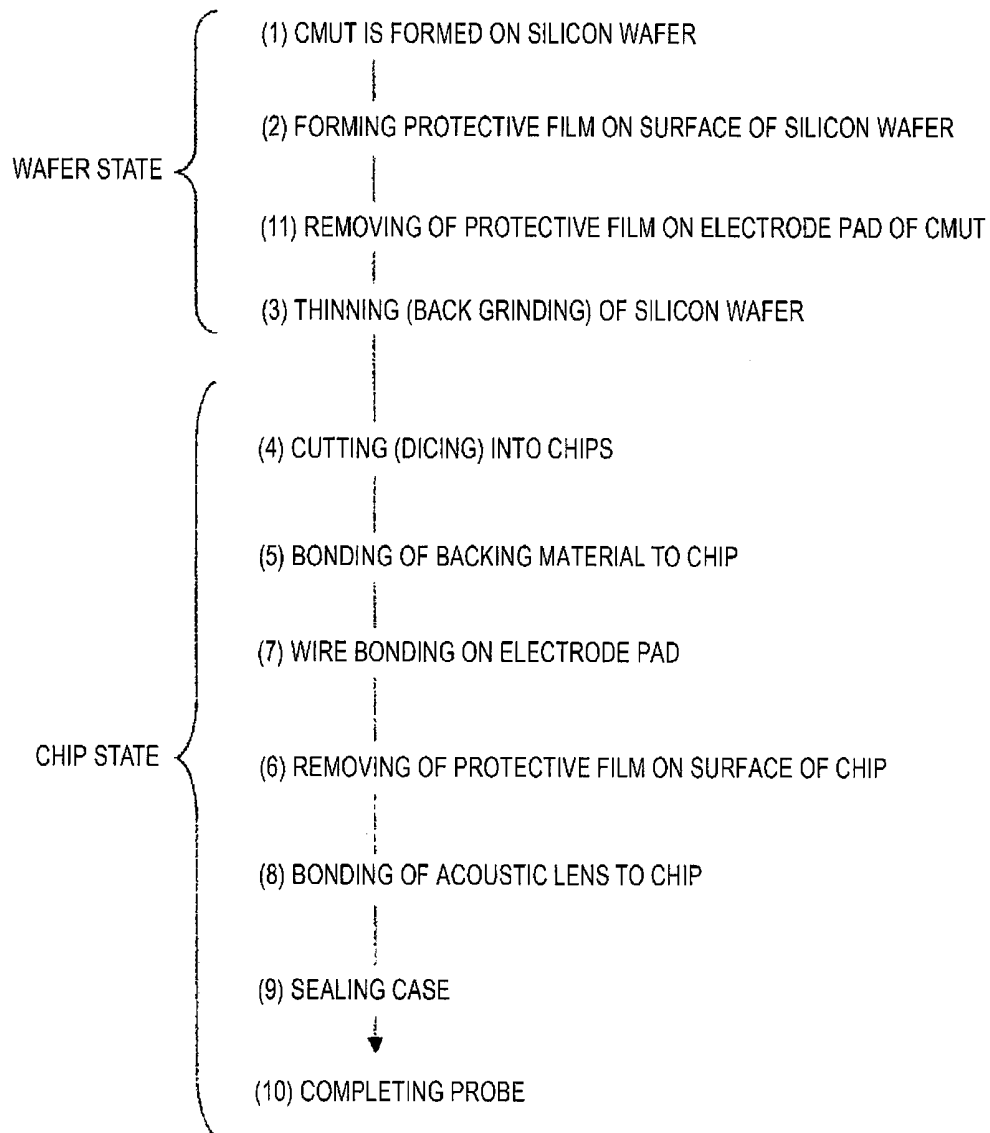 (1) CMUT IS FORMED ON SILICON WAFER
(2) FORMING PROTECTIVE FILM ON SURFACE OF SILICON WAFER
WAFER STATE
(11) REMOVING OF PROTECTIVE FILM ON ELECTRODE PAD OF CMUT
(3) THINNING (BACK GRINDING) OF SILICON WAFER
(4) CUTTING (DICING) INTO CHIPS
(5) BONDING OF BACKING MATERIAL TO CHIP
(7) WIRE BONDING ON ELECTRODE PAD
CHIP STATE
(6) REMOVING OF PROTECTIVE FILM ON SURFACE OF CHIP
(8) BONDING OF ACOUSTIC LENS TO CHIP
(9) SEALING CASE
(10) COMPLETING PROBE